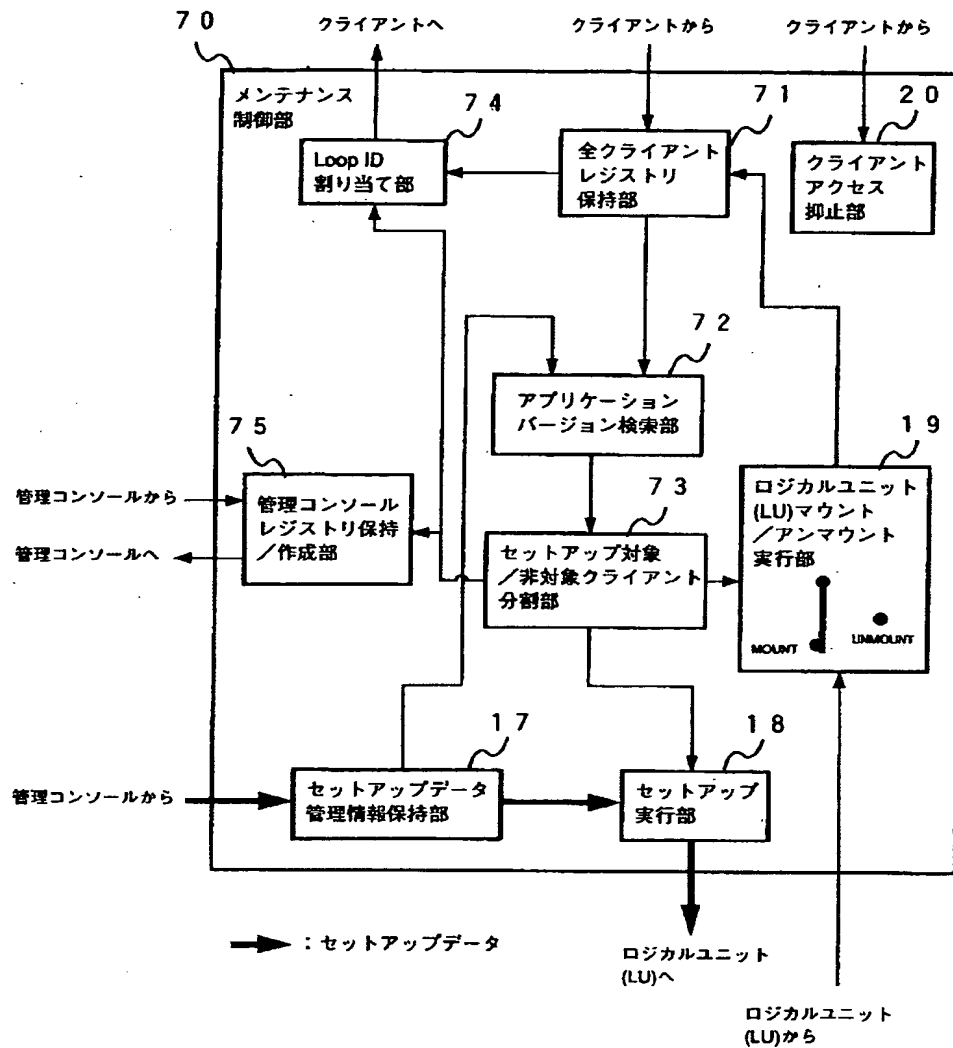 70
クライアントへ
クライアントから
クライアントから
メンテナンス
制御部
74
71
20
Loop ID
割り当て部
全クライアント
レジストリ
保持部
クライアント
アクセス
抑止部
72
アプリケーション
バージョン検索部
75
19
管理コンソールから
管理コンソールへ
管理コンソール
レジストリ保持
/作成部
73
セットアップ対象
/非対象クライアント
分割部
ロジカルユニット
(LU)マウント
/アンマウント
実行部
MOUNT
UNMOUNT
17
18
管理コンソールから
セットアップデータ
管理情報保持部
セットアップ
実行部
:セットアップデータ
ロジカルユニット
(LU)へ
ロジカルユニット
(LU)から